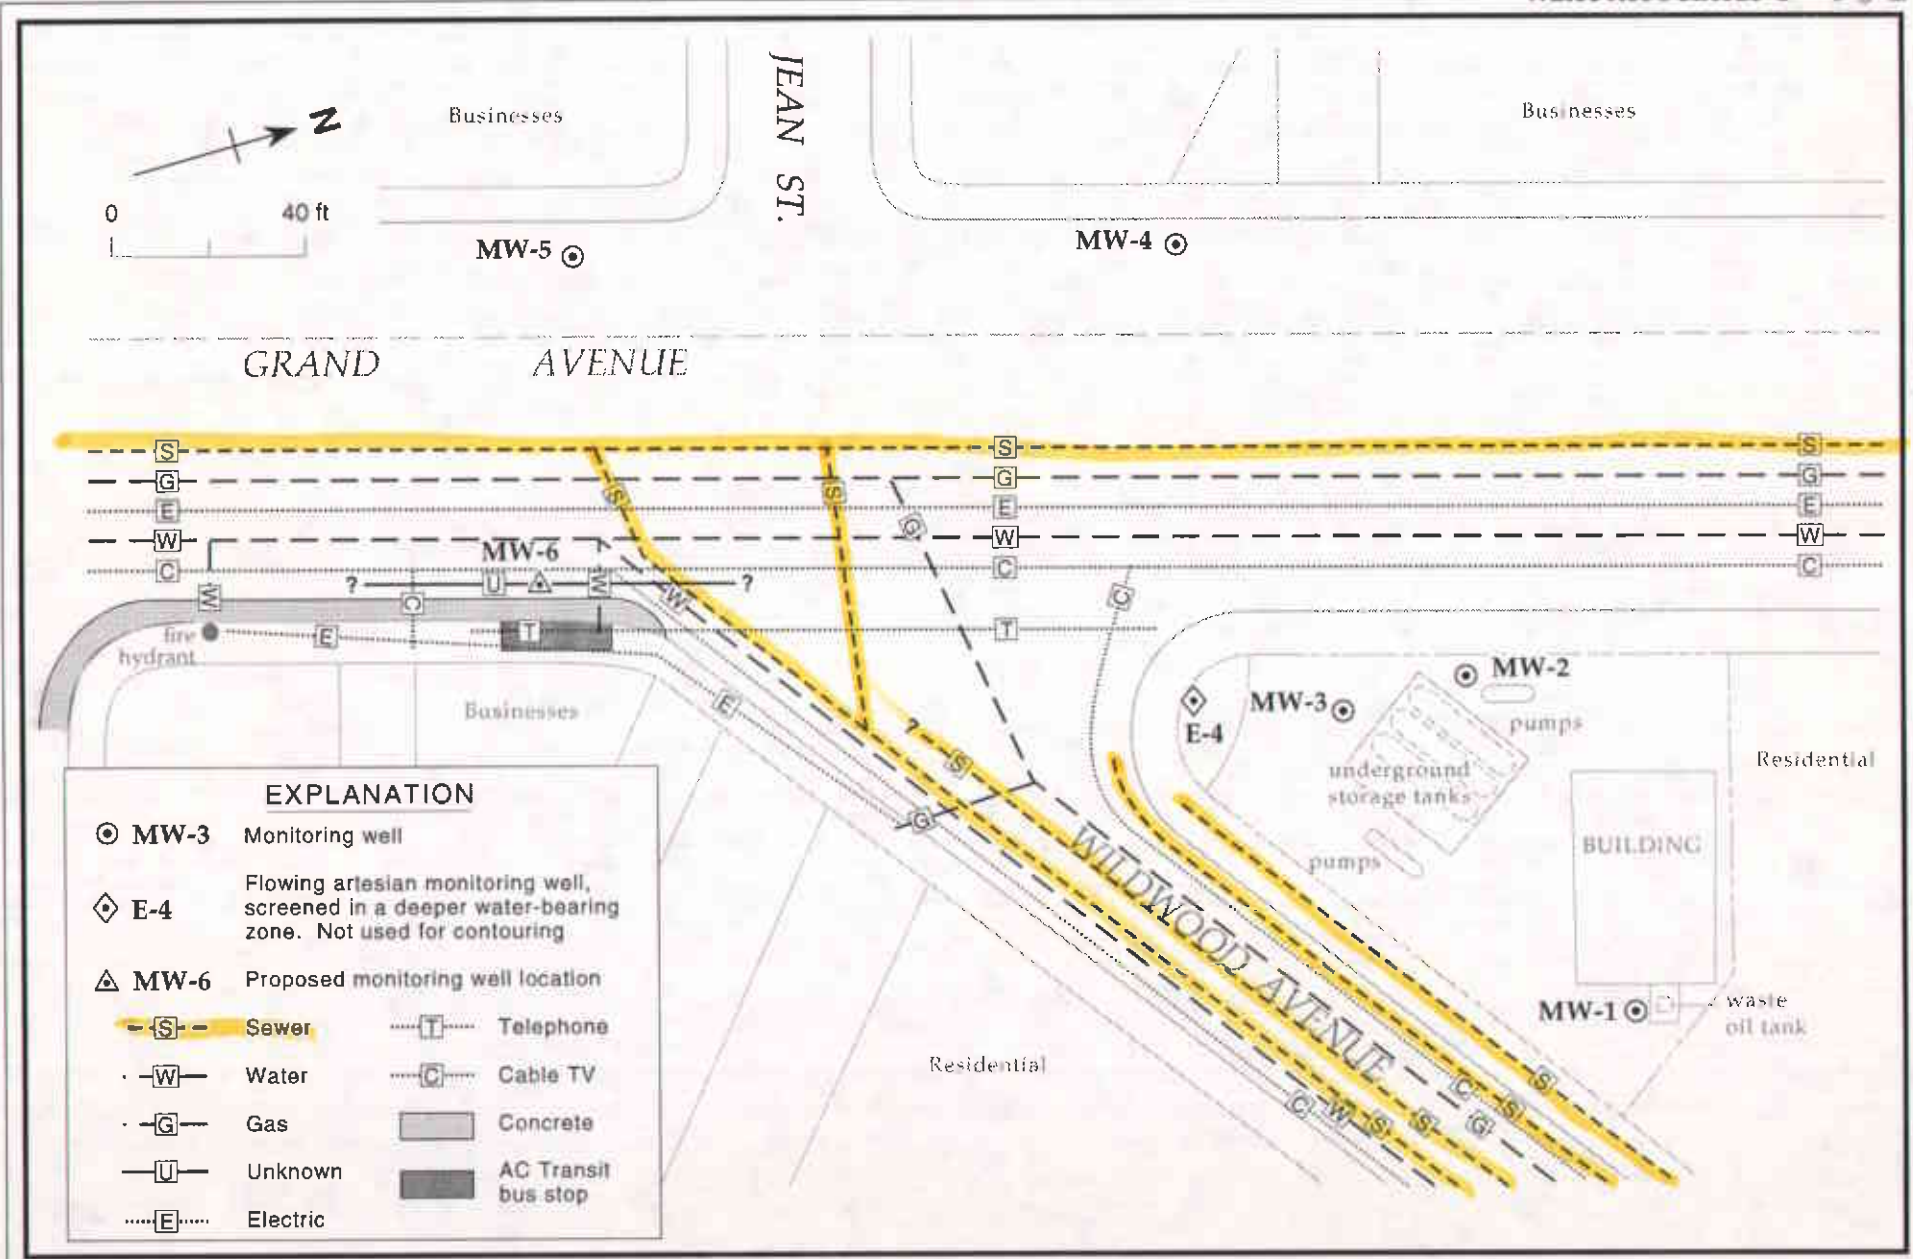 JEAN ST.
Businesses
Businesses
N
0 40 ft
MW-5
MW-4
GRAND AVENUE
S S S
G G G
E E E
W W W
C C C
S
S
G
MW-6
? U W ?
W
C
W
C
fire
hydrant
E
T
T
E
Businesses
MW-2
MW-3
E-4
pumps
underground
storage tanks
pumps
BUILDING
Residential
? S
G
WILDWOOD AVENUE
MW-1
waste
oil tank
Residential
C W S S G C S S
EXPLANATION
MW-3 Monitoring well
E-4 Flowing artesian monitoring well,
screened in a deeper water-bearing
zone. Not used for contouring
MW-6 Proposed monitoring well location
S Sewer
T Telephone
W Water
C Cable TV
G Gas
Concrete
U Unknown
AC Transit
bus stop
E Electric